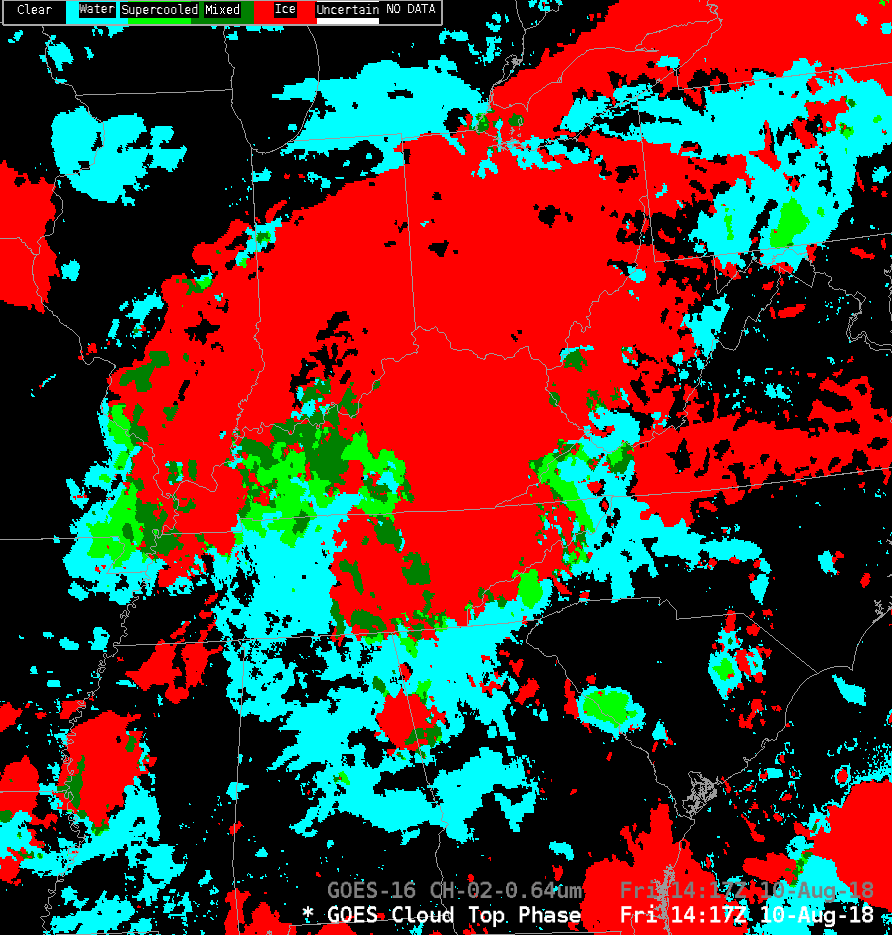 Clear Water Supercooled Mixed Ice Uncertain NO DATA
GOES-16 CH-02-0.64um Fri 14:17Z 10-Aug-18
* GOES Cloud Top Phase Fri 14:17Z 10-Aug-18